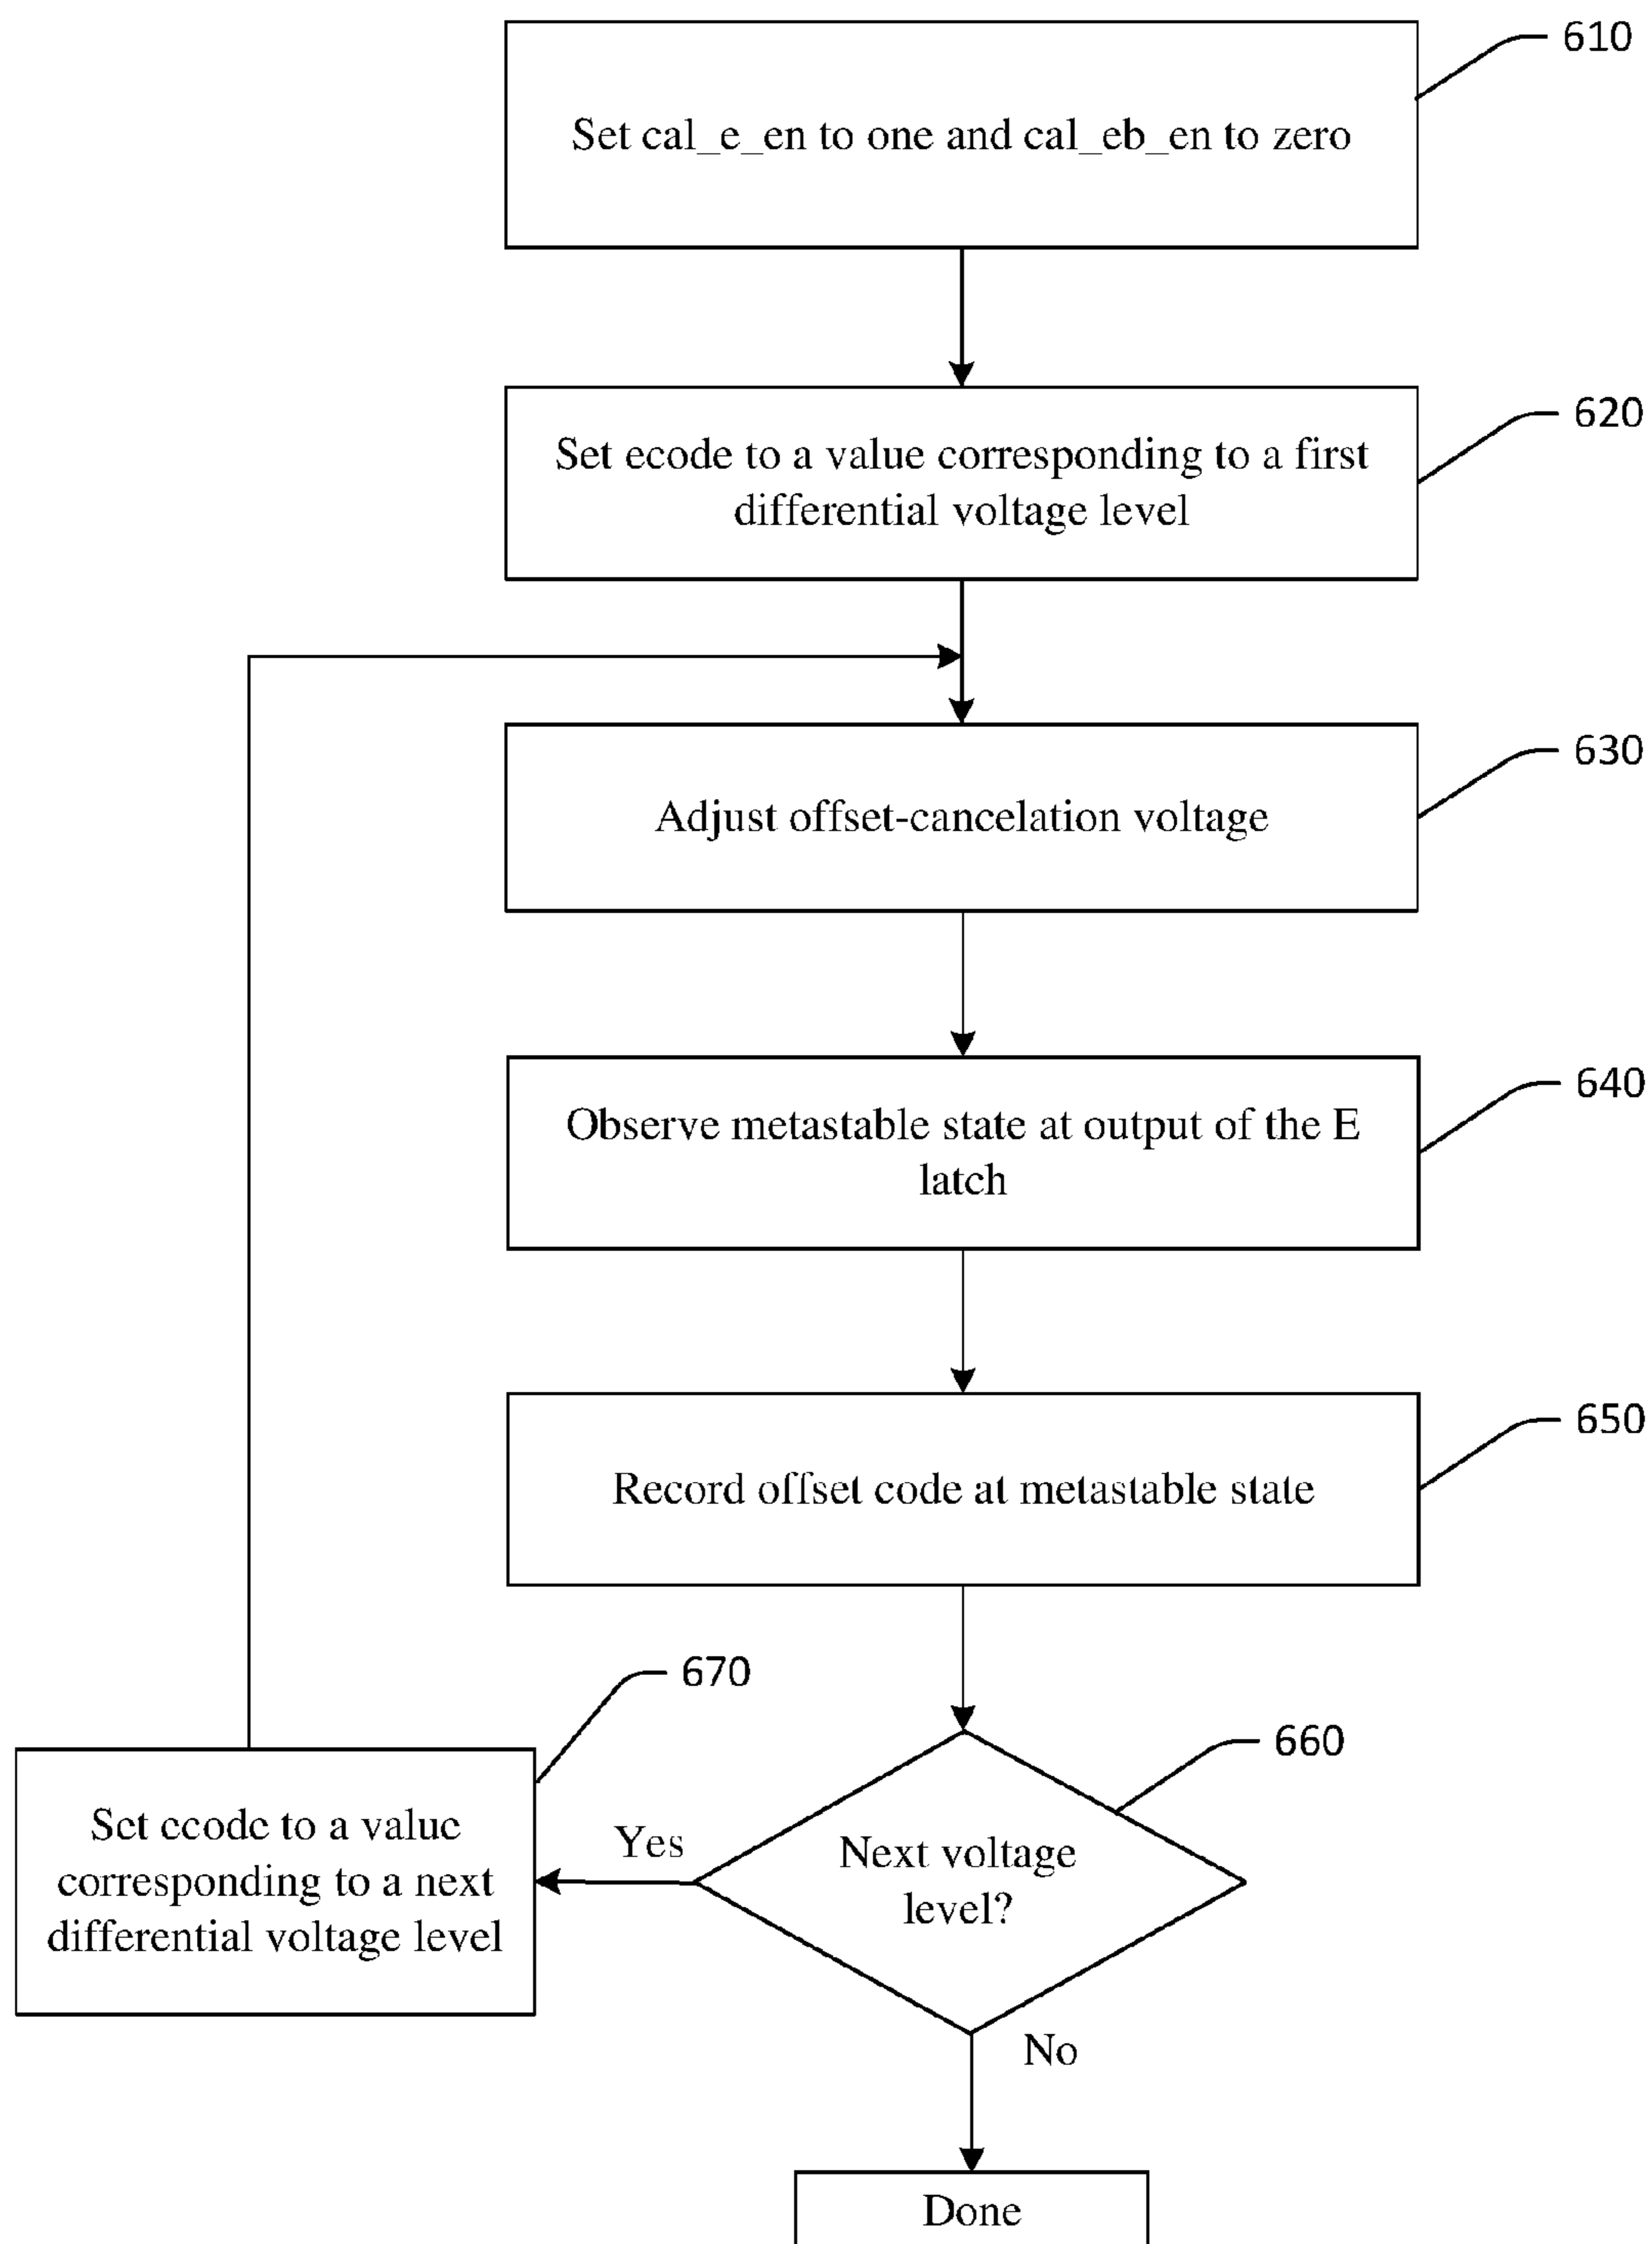 610
Set cal_e_en to one and cal_eb_en to zero
620
Set ecode to a value corresponding to a first
differential voltage level
630
Adjust offset-cancelation voltage
640
Observe metastable state at output of the E
latch
650
Record offset code at metastable state
670
660
Set ecode to a value
corresponding to a next
differential voltage level
Yes
Next voltage
level?
No
Done